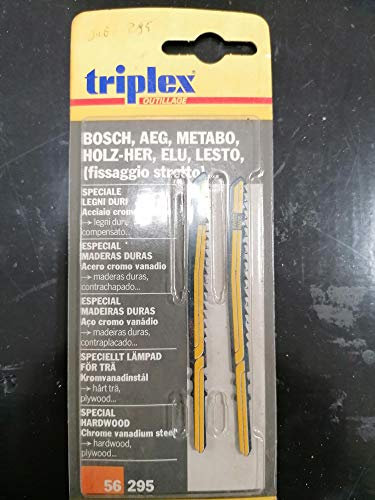 triplex
OUTILLAGE
BOSCH, AEG, METABO,
HOLZ-HER, ELU, LESTO,
(fissaggio stretto)
SPECIALE
LEGNI DURI
Acciaio cromo
→ legni duri,
compensato...
ESPECIAL
MADERAS DURAS
Acero cromo vanadio
→ maderas duras,
contrachapado...
ESPECIAL
MADEIRAS DURAS
Aço cromo vanádio
→ madeiras duras,
contraplacado...
SPECIELLT LÄMPAD
FÖR TRÄ
Kromvanadinstål
→ hårt trä,
plywood...
SPECIAL
HARDWOOD
Chrome vanadium steel
→ hardwood,
plywood...
56 295